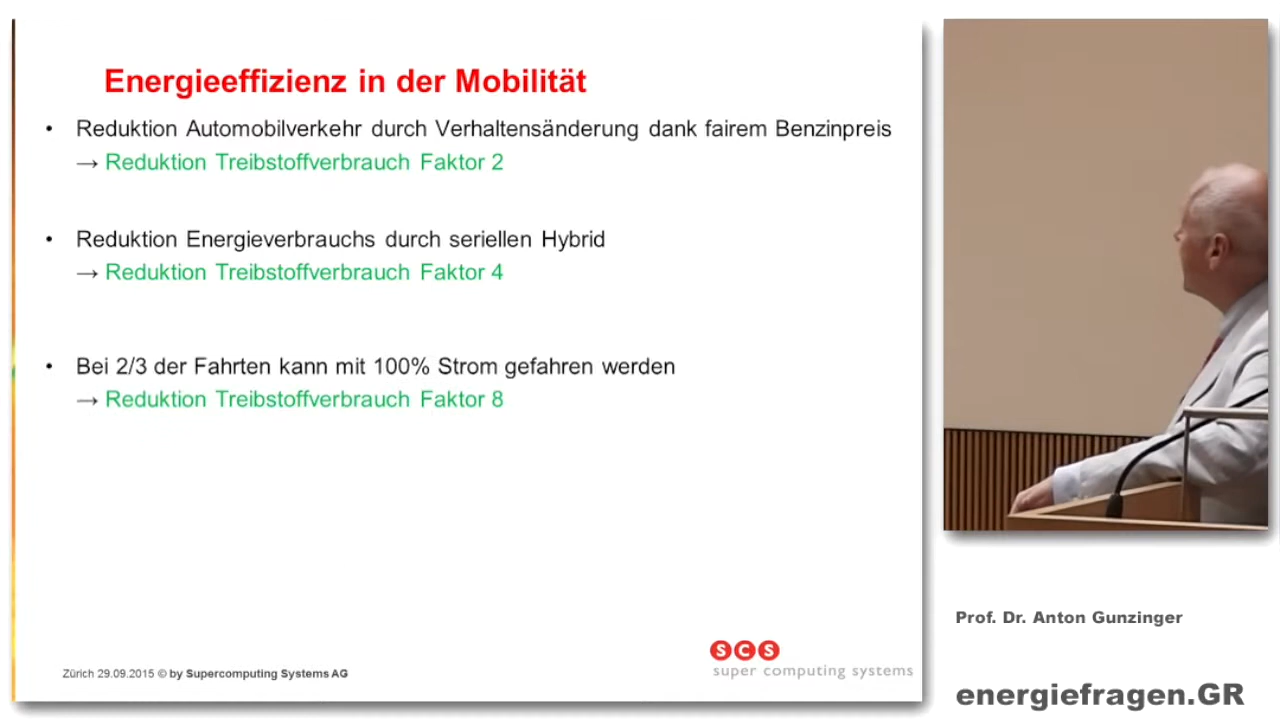 Energieeffizienz in der Mobilität
• Reduktion Automobilverkehr durch Verhaltensänderung dank fairem Benzinpreis
→ Reduktion Treibstoffverbrauch Faktor 2
• Reduktion Energieverbrauchs durch seriellen Hybrid
→ Reduktion Treibstoffverbrauch Faktor 4
• Bei 2/3 der Fahrten kann mit 100% Strom gefahren werden
→ Reduktion Treibstoffverbrauch Faktor 8
Zürich 29.09.2015 © by Supercomputing Systems AG
SCS
super computing systems
Prof. Dr. Anton Gunzinger
energiefragen.GR